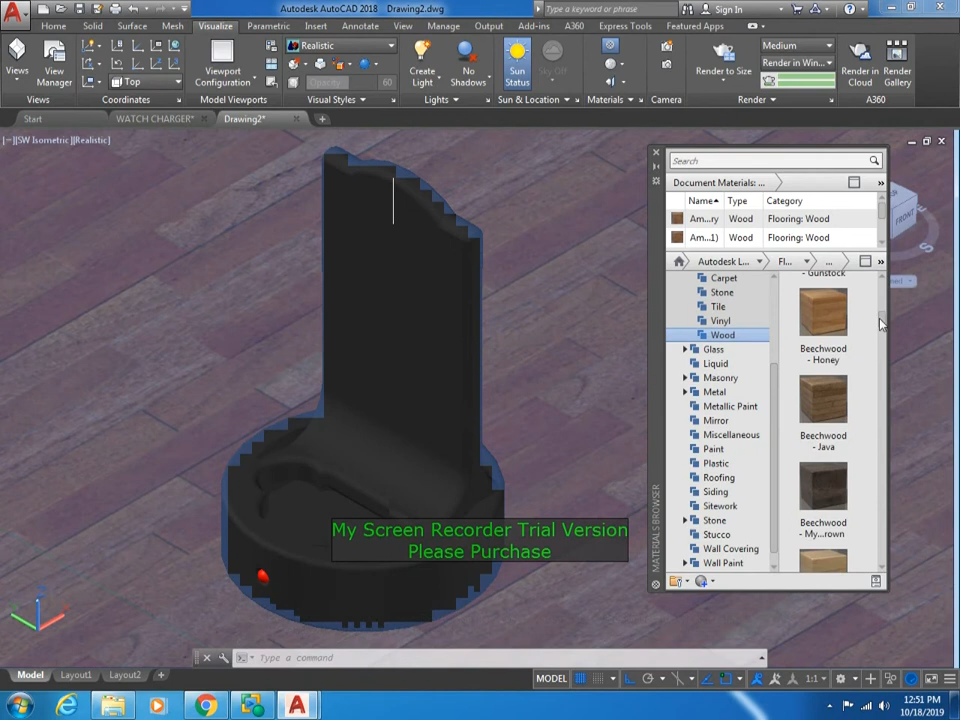 Autodesk AutoCAD 2018 Drawing2.dwg
Type a keyword or phrase
Sign In
Home Solid Surface Mesh Visualize Parametric Insert Annotate View Manage Output Add-ins A360 Express Tools Featured Apps
Views
View Manager
Top
Viewport Configuration
Realistic
Opacity 60
Create Light
No Shadows
Sun Status
Sky Off
Render to Size
Medium
Render in Win...
Render in Cloud
Render Gallery
Views Coordinates Model Viewports Visual Styles Lights Sun & Location Materials Camera Render A360
Start WATCH CHARGER* Drawing2*
[−][SW Isometric][Realistic]
Search
Document Materials: ...
Name Type Category
Am...ry Wood Flooring: Wood
Am...1) Wood Flooring: Wood
Autodesk L... Fl... ...
FRONT
S
Carpet
Stone
Tile
Vinyl
Wood
Glass
Liquid
Masonry
Metal
Metallic Paint
Mirror
Miscellaneous
Paint
Plastic
Roofing
Siding
Sitework
Stone
Stucco
Wall Covering
Wall Paint
- Gunstock
Beechwood
- Honey
Beechwood
- Java
Beechwood
- My...rown
MATERIALS BROWSER
My Screen Recorder Trial Version
Please Purchase
Type a command
Model Layout1 Layout2 +
MODEL
1:1
12:51 PM
10/18/2019